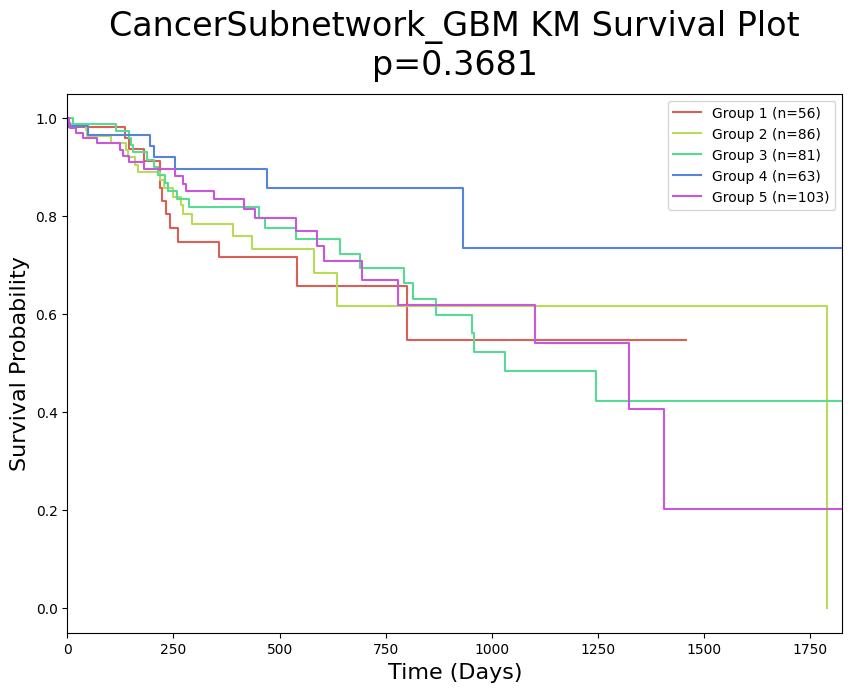 CancerSubnetwork_GBM KM Survival Plot
p=0.3681
Group 1 (n=56)
Group 2 (n=86)
Group 3 (n=81)
Group 4 (n=63)
Group 5 (n=103)
Survival Probability
1.0
0.8
0.6
0.4
0.2
0.0
0 250 500 750 1000 1250 1500 1750
Time (Days)